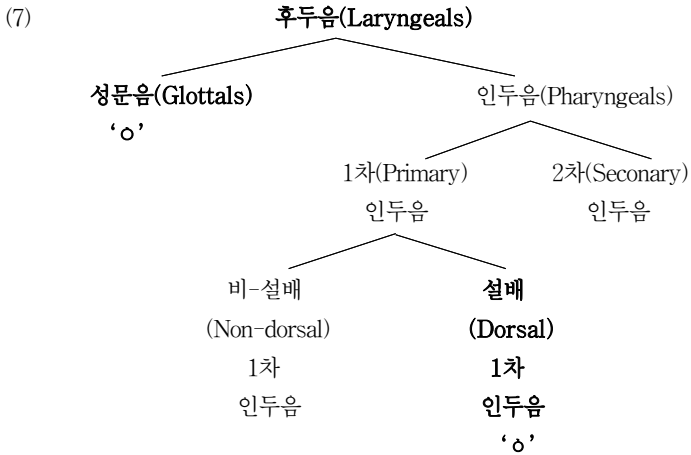 (7) 후두음(Laryngeals)
성문음(Glottals) 인두음(Pharyngeals)
‘ㅇ’
1차(Primary) 2차(Seconary)
인두음 인두음
비-설배 설배
(Non-dorsal) (Dorsal)
1차 1차
인두음 인두음
‘ㅇ’